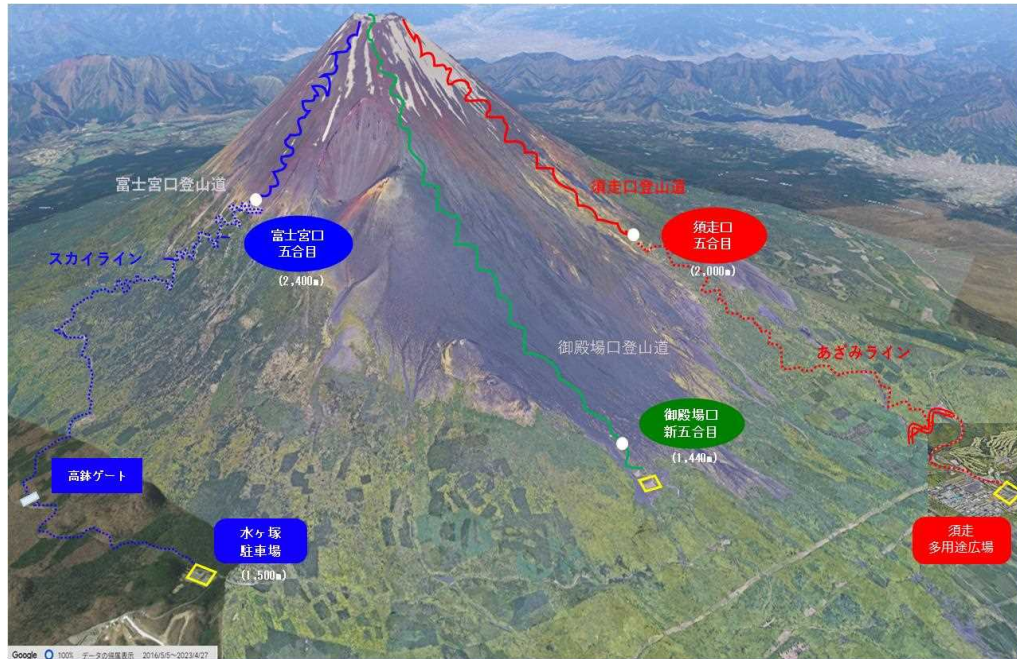 富士宮口登山道
須走口登山道
富士宮口
五合目
(2,400m)
須走口
五合目
(2,000m)
スカイライン
御殿場口登山道
あざみライン
御殿場口
新五合目
(1,440m)
高鉢ゲート
水ヶ塚
駐車場
(1,500m)
須走
多用途広場
Google 100% データの帰属表示 2016/5/5～2023/4/27